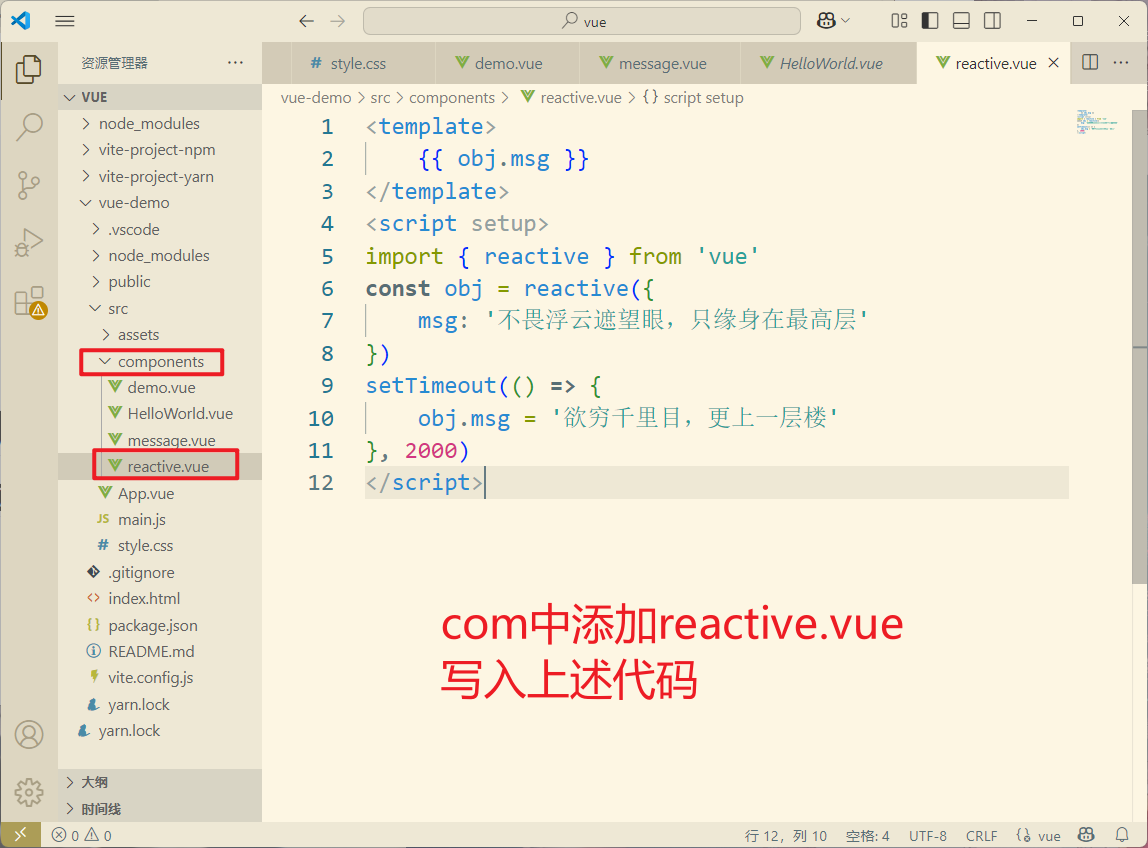 vue
资源管理器
VUE
node_modules
vite-project-npm
vite-project-yarn
vue-demo
.vscode
node_modules
public
src
assets
components
demo.vue
HelloWorld.vue
message.vue
reactive.vue
App.vue
JS main.js
# style.css
.gitignore
<> index.html
{} package.json
README.md
vite.config.js
yarn.lock
yarn.lock
大纲
时间线
# style.css demo.vue message.vue HelloWorld.vue reactive.vue
vue-demo > src > components > reactive.vue > {} script setup
1 <template>
2 {{ obj.msg }}
3 </template>
4 <script setup>
5 import { reactive } from 'vue'
6 const obj = reactive({
7 msg: '不畏浮云遮望眼，只缘身在最高层'
8 })
9 setTimeout(() => {
10 obj.msg = '欲穷千里目，更上一层楼'
11 }, 2000)
12 </script>
com中添加reactive.vue
写入上述代码
0 0 行 12，列 10 空格: 4 UTF-8 CRLF vue